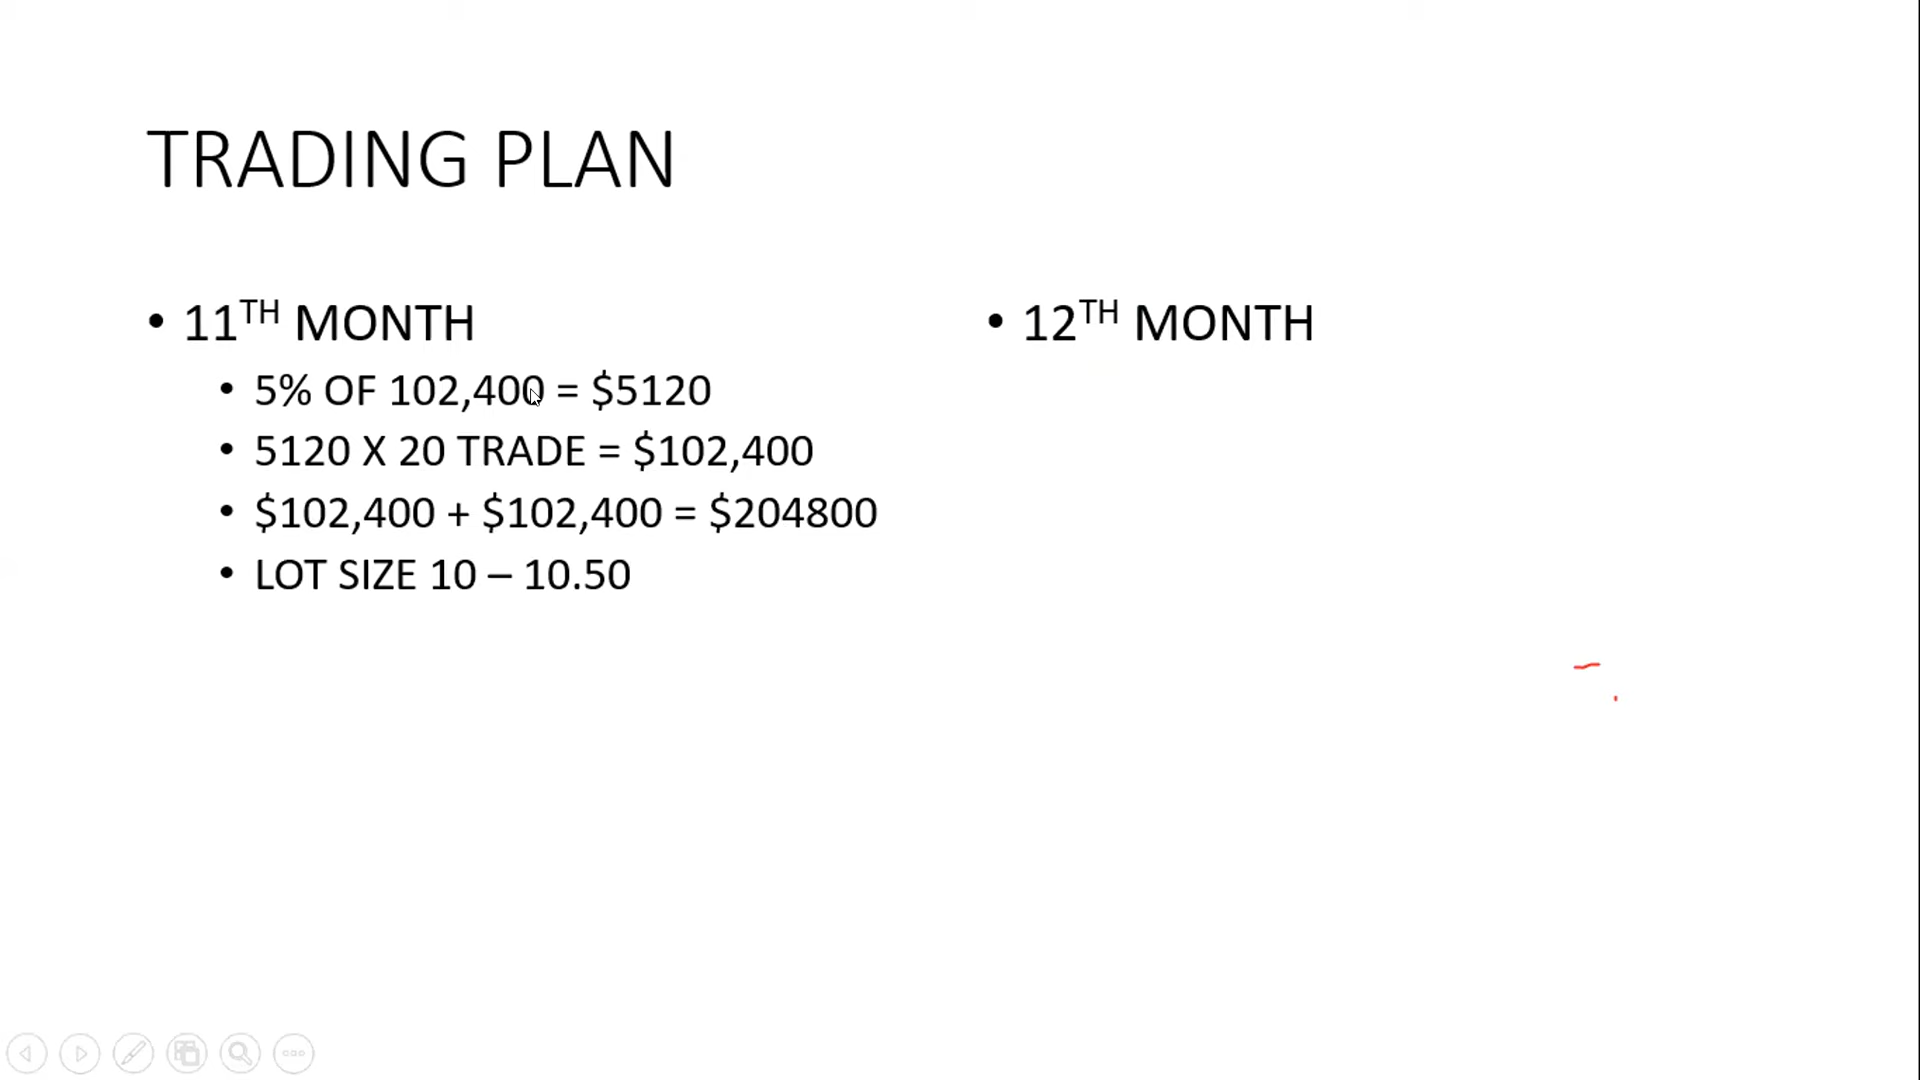 TRADING PLAN
• 11TH MONTH
• 5% OF 102,400 = $5120
• 5120 X 20 TRADE = $102,400
• $102,400 + $102,400 = $204800
• LOT SIZE 10 – 10.50
• 12TH MONTH